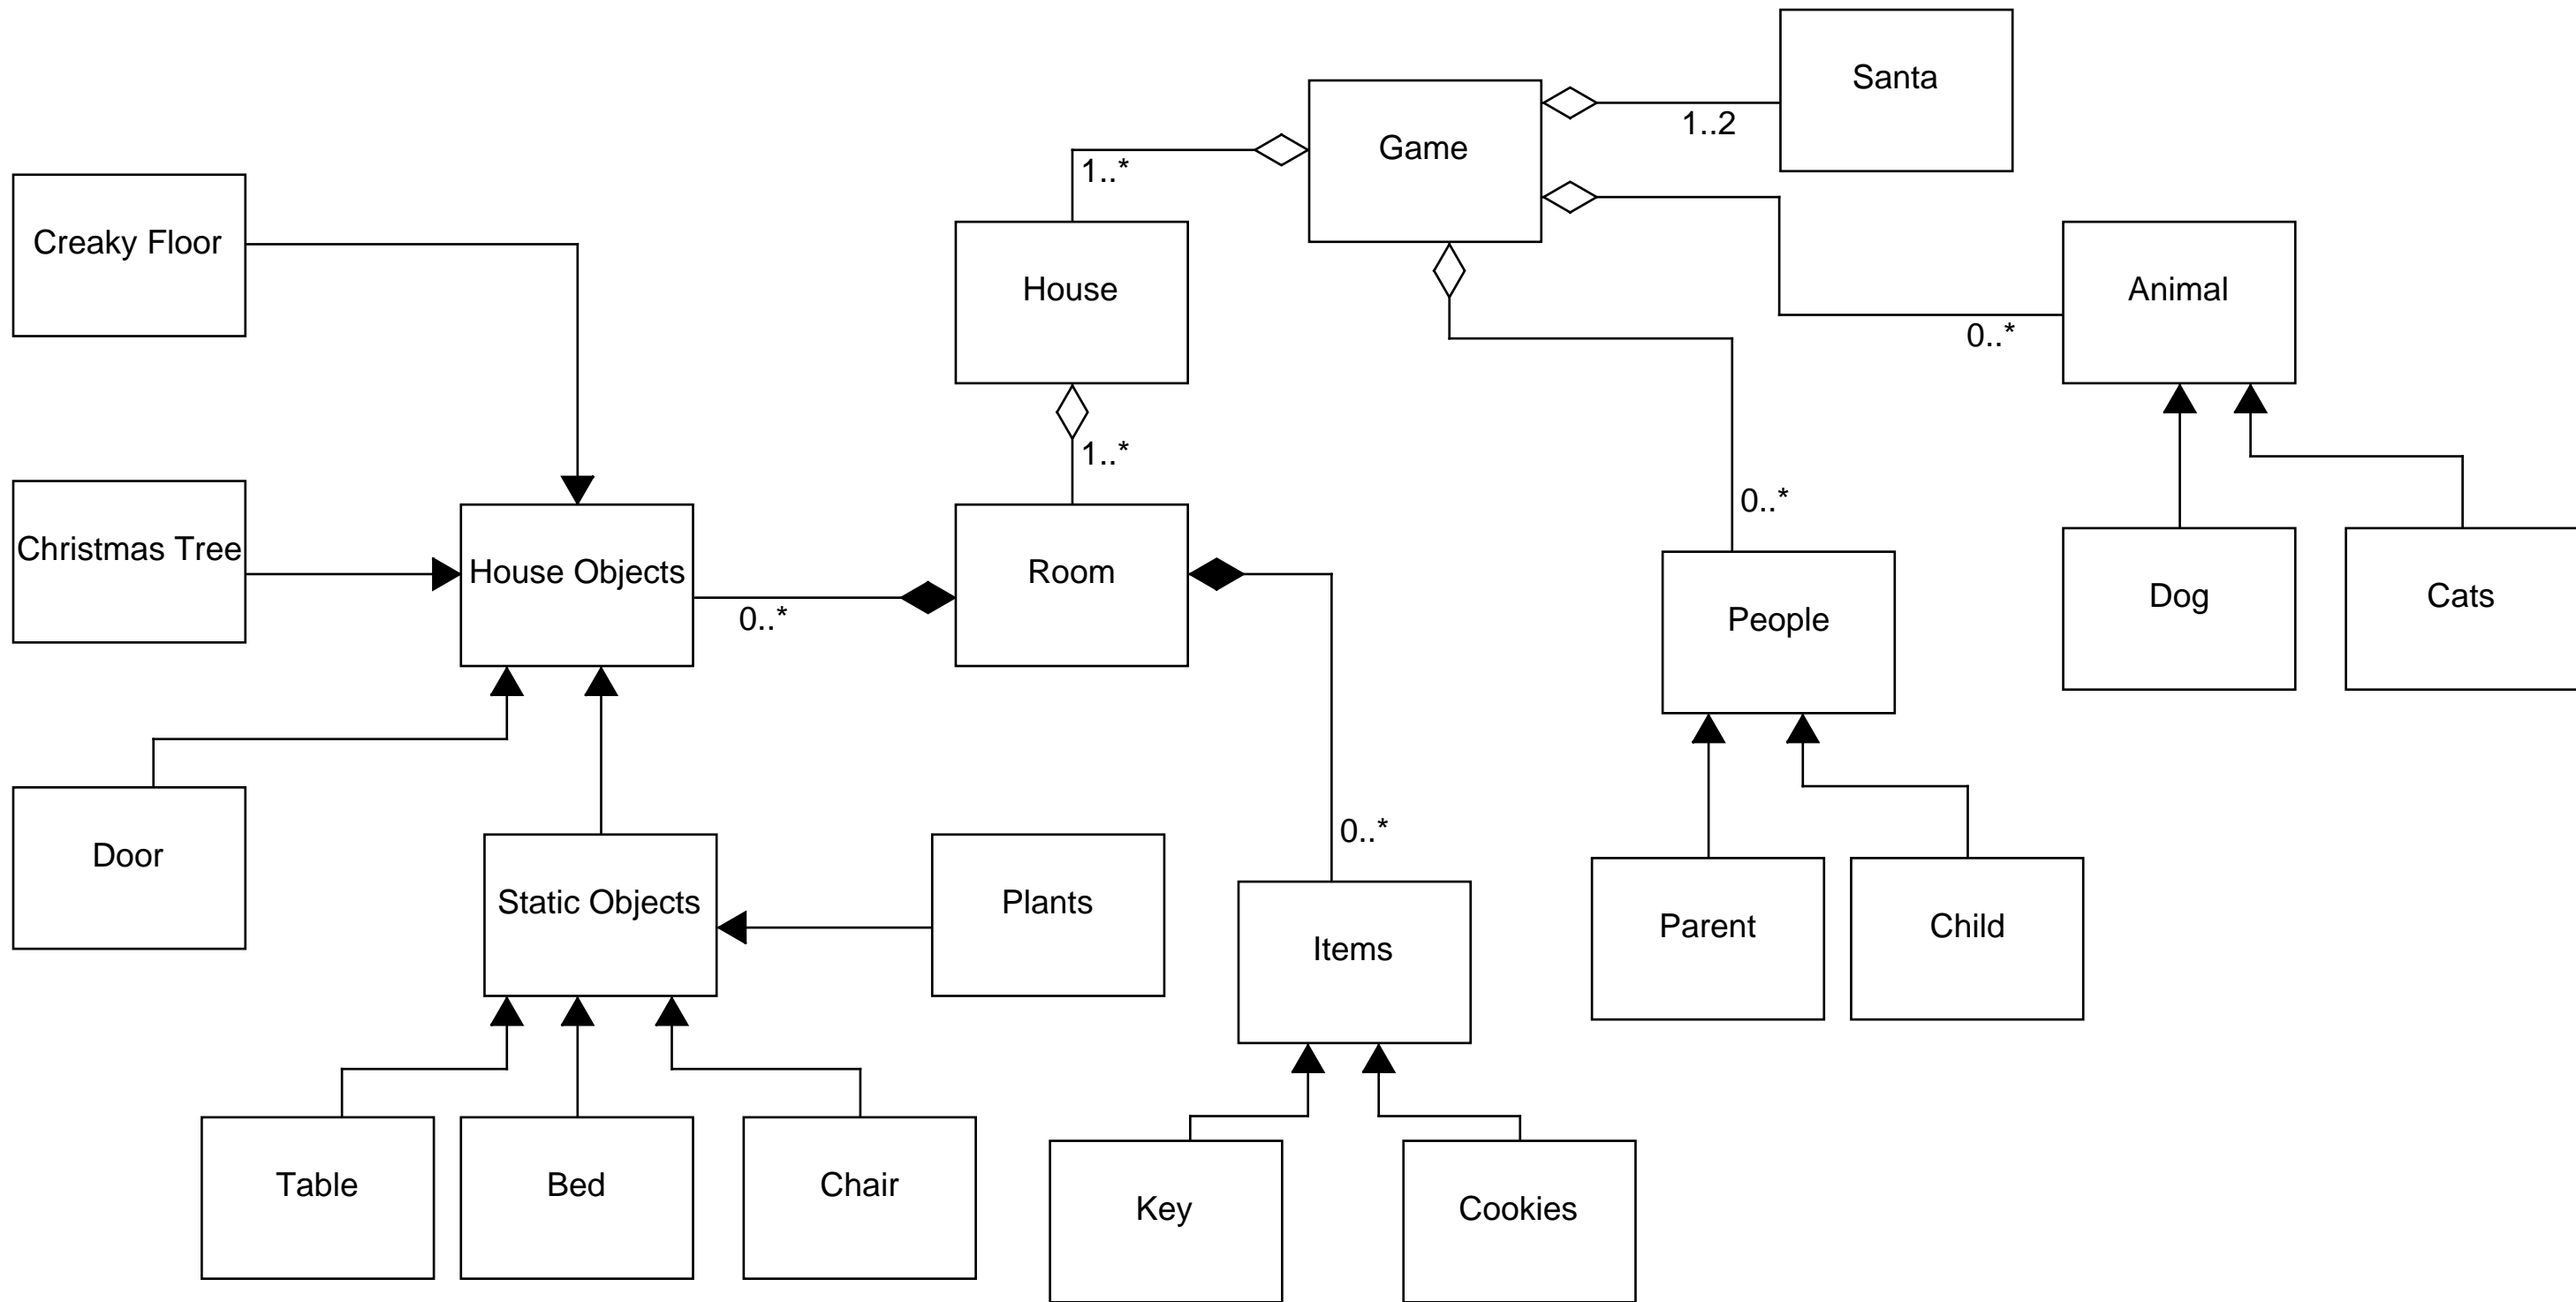 Santa
Game
1..2
1..*
Creaky Floor
House
Animal
0..*
1..*
0..*
Christmas Tree
House Objects
Room
Dog
Cats
0..*
People
0..*
Door
Static Objects
Plants
Parent
Child
Items
Table
Bed
Chair
Key
Cookies